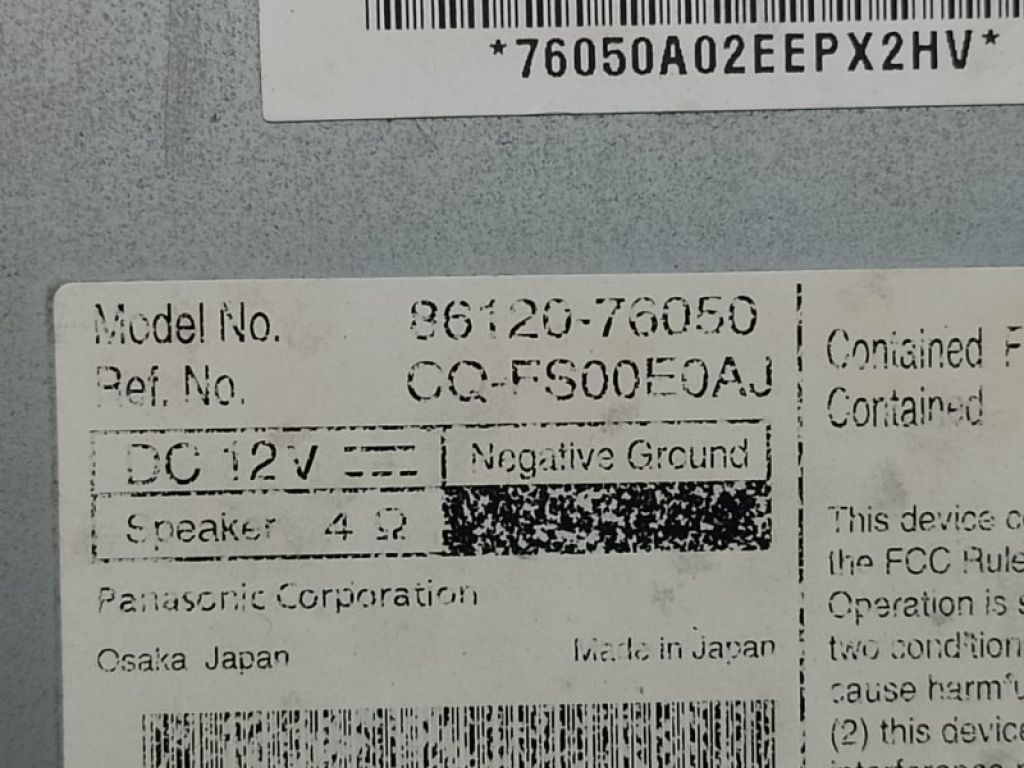 *76050A02EEPX2HV*
Model No. 86120-76050
Ref. No. CQ-FS00E0AJ
DC 12V
Negative Ground
Speaker 4 Ω
Panasonic Corporation
Osaka Japan
Made in Japan
Contained F
Contained
This device c
the FCC Rule
Operation is s
two condition
cause harmfu
(2) this device